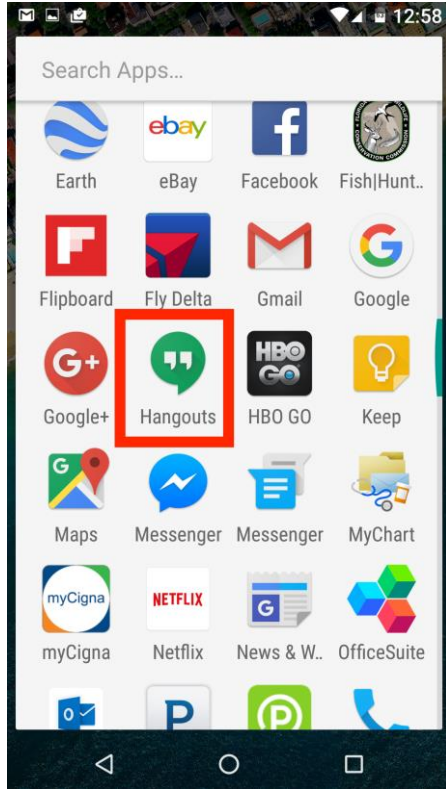 12:58
Search Apps...
ebay
Earth eBay Facebook Fish|Hunt..
Flipboard Fly Delta Gmail Google
G+ HBO GO
Google+ Hangouts HBO GO Keep
G
Maps Messenger Messenger MyChart
myCigna NETFLIX G
myCigna Netflix News & W.. OfficeSuite